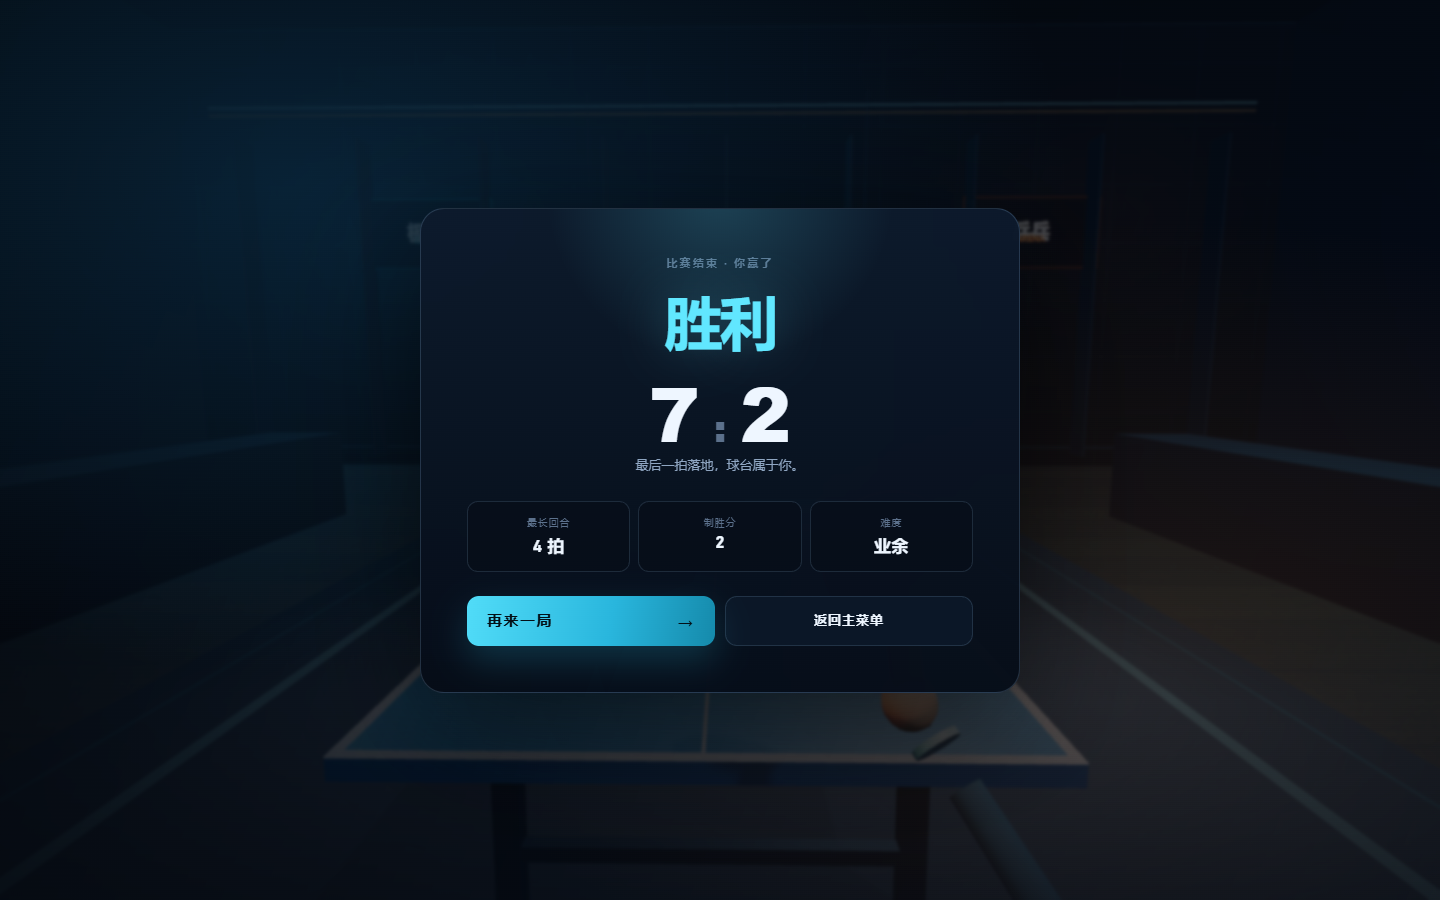 比赛结束 · 你赢了
胜利
7 : 2
最后一拍落地，球台属于你。
最长回合
4 拍
制胜分
2
难度
业余
再来一局 →
返回主菜单